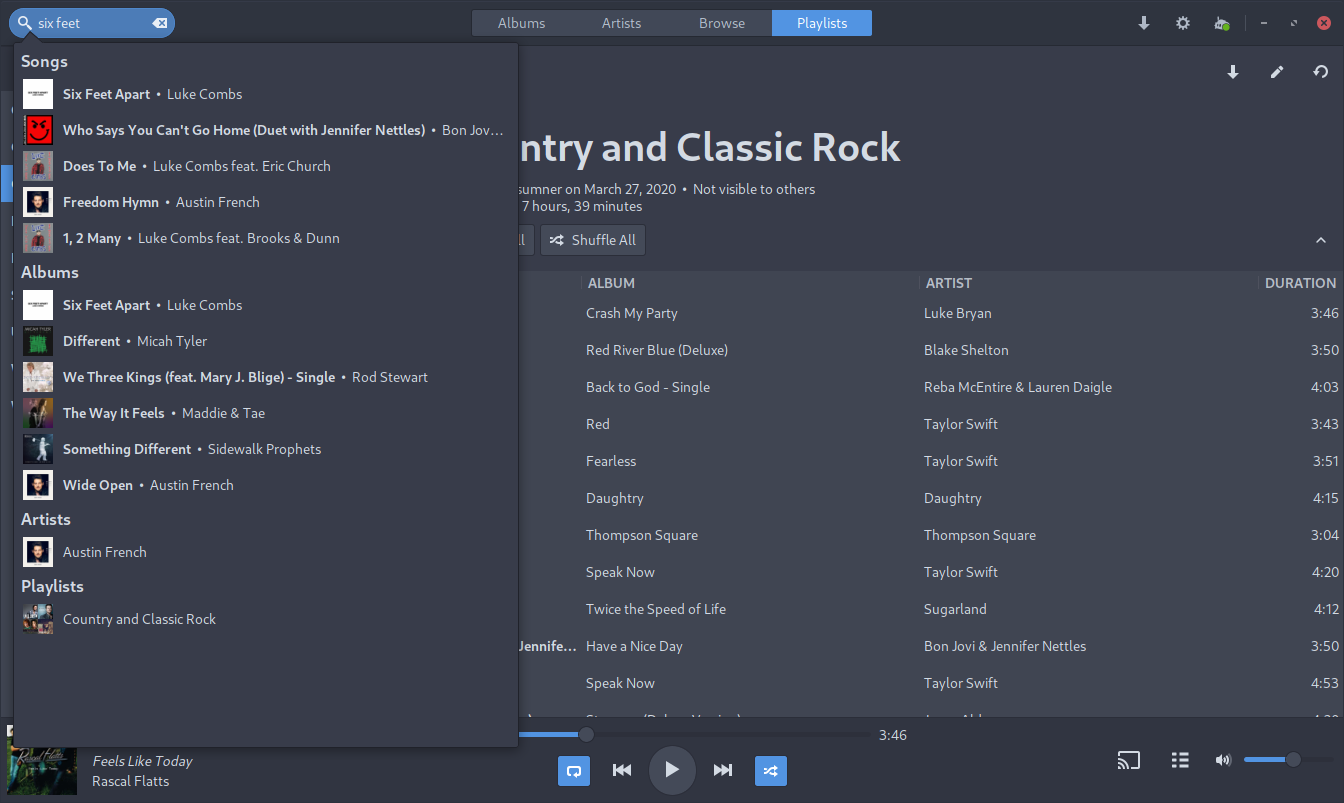 six feet
Albums
Artists
Browse
Playlists
Songs
Six Feet Apart • Luke Combs
Who Says You Can't Go Home (Duet with Jennifer Nettles) • Bon Jov...
Does To Me • Luke Combs feat. Eric Church
Freedom Hymn • Austin French
1, 2 Many • Luke Combs feat. Brooks & Dunn
Albums
Six Feet Apart • Luke Combs
Different • Micah Tyler
We Three Kings (feat. Mary J. Blige) - Single • Rod Stewart
The Way It Feels • Maddie & Tae
Something Different • Sidewalk Prophets
Wide Open • Austin French
Artists
Austin French
Playlists
Country and Classic Rock
ntry and Classic Rock
sumner on March 27, 2020 • Not visible to others
7 hours, 39 minutes
Shuffle All
ALBUM ARTIST DURATION
Crash My Party Luke Bryan 3:46
Red River Blue (Deluxe) Blake Shelton 3:50
Back to God - Single Reba McEntire & Lauren Daigle 4:03
Red Taylor Swift 3:43
Fearless Taylor Swift 3:51
Daughtry Daughtry 4:15
Thompson Square Thompson Square 3:04
Speak Now Taylor Swift 4:20
Twice the Speed of Life Sugarland 4:12
Jennife... Have a Nice Day Bon Jovi & Jennifer Nettles 3:50
Speak Now Taylor Swift 4:53
3:46
Feels Like Today
Rascal Flatts